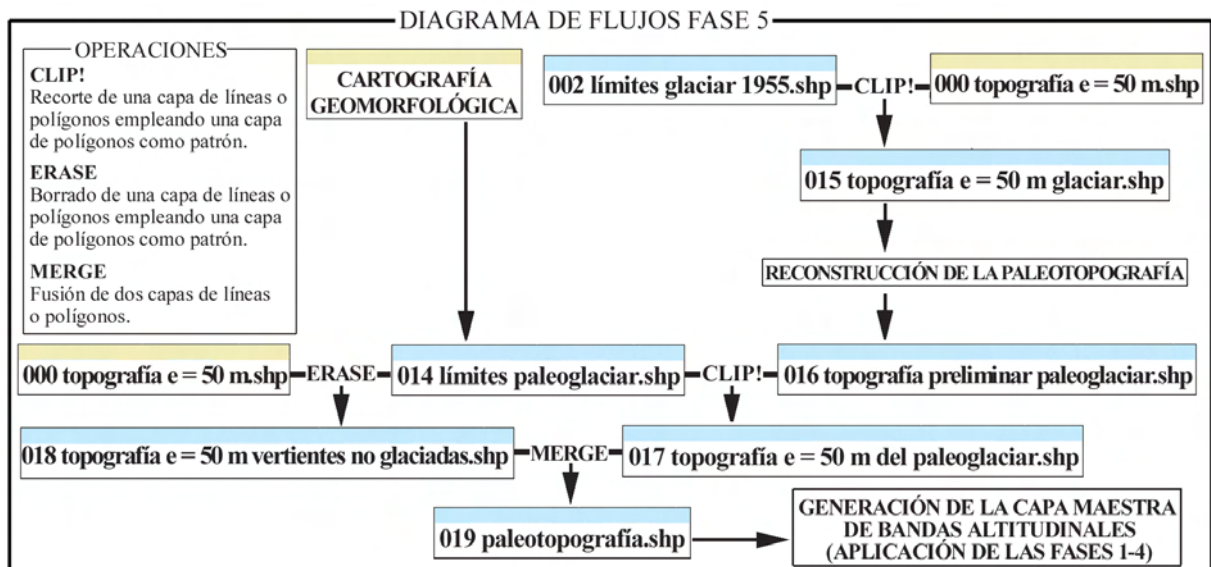 DIAGRAMA DE FLUJOS FASE 5
OPERACIONES
CLIP!
Recorte de una capa de líneas o
polígonos empleando una capa
de polígonos como patrón.
ERASE
Borrado de una capa de líneas o
polígonos empleando una capa
de polígonos como patrón.
MERGE
Fusión de dos capas de líneas
o polígonos.
CARTOGRAFÍA
GEOMORFOLÓGICA
002 límites glaciar 1955.shp
CLIP!
000 topografía e = 50 m.shp
015 topografía e = 50 m glaciar.shp
RECONSTRUCCIÓN DE LA PALEOTOPOGRAFÍA
000 topografía e = 50 m.shp
ERASE
014 límites paleoglaciar.shp
CLIP!
016 topografía preliminar paleoglaciar.shp
018 topografía e = 50 m vertientes no glaciadas.shp
MERGE
017 topografía e = 50 m del paleoglaciar.shp
019 paleotopografía.shp
GENERACIÓN DE LA CAPA MAESTRA
DE BANDAS ALTITUDINALES
(APLICACIÓN DE LAS FASES 1-4)